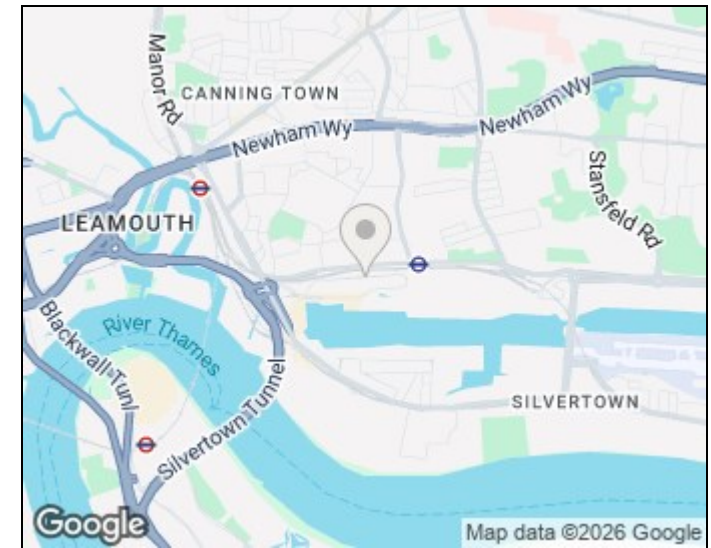 Manor Rd
CANNING TOWN
Newham Wy
Newham Wy
Stansfeld Rd
LEAMOUTH
River Thames
Blackwall Tunl
Silvertown Tunnel
SILVERTOWN
Google
Map data ©2026 Google